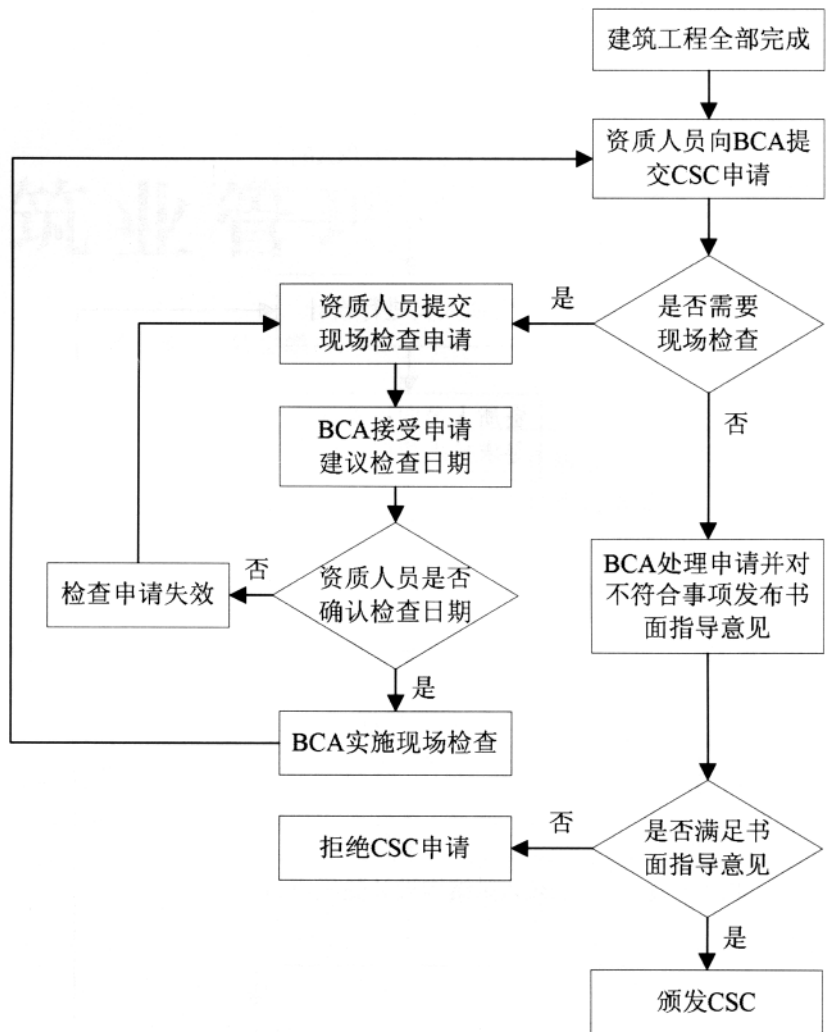 建筑工程全部完成
资质人员向BCA提
交CSC申请
是否需要
现场检查
是
否
资质人员提交
现场检查申请
BCA接受申请
建议检查日期
资质人员是否
确认检查日期
否
检查申请失效
是
BCA实施现场检查
BCA处理申请并对
不符合事项发布书
面指导意见
是否满足书
面指导意见
否
拒绝CSC申请
是
颁发CSC